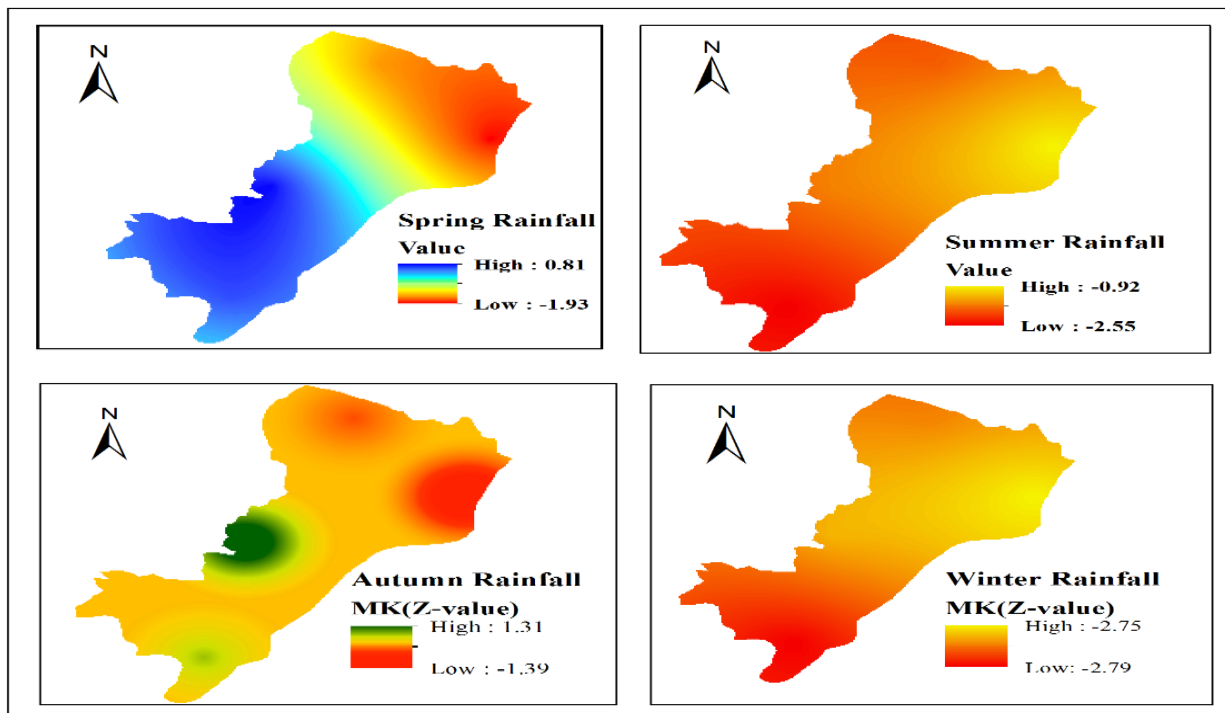 N
Spring Rainfall
Value
High : 0.81
Low : -1.93
N
Summer Rainfall
Value
High : -0.92
Low : -2.55
N
Autumn Rainfall
MK(Z-value)
High : 1.31
Low : -1.39
N
Winter Rainfall
MK(Z-value)
High : -2.75
Low: -2.79